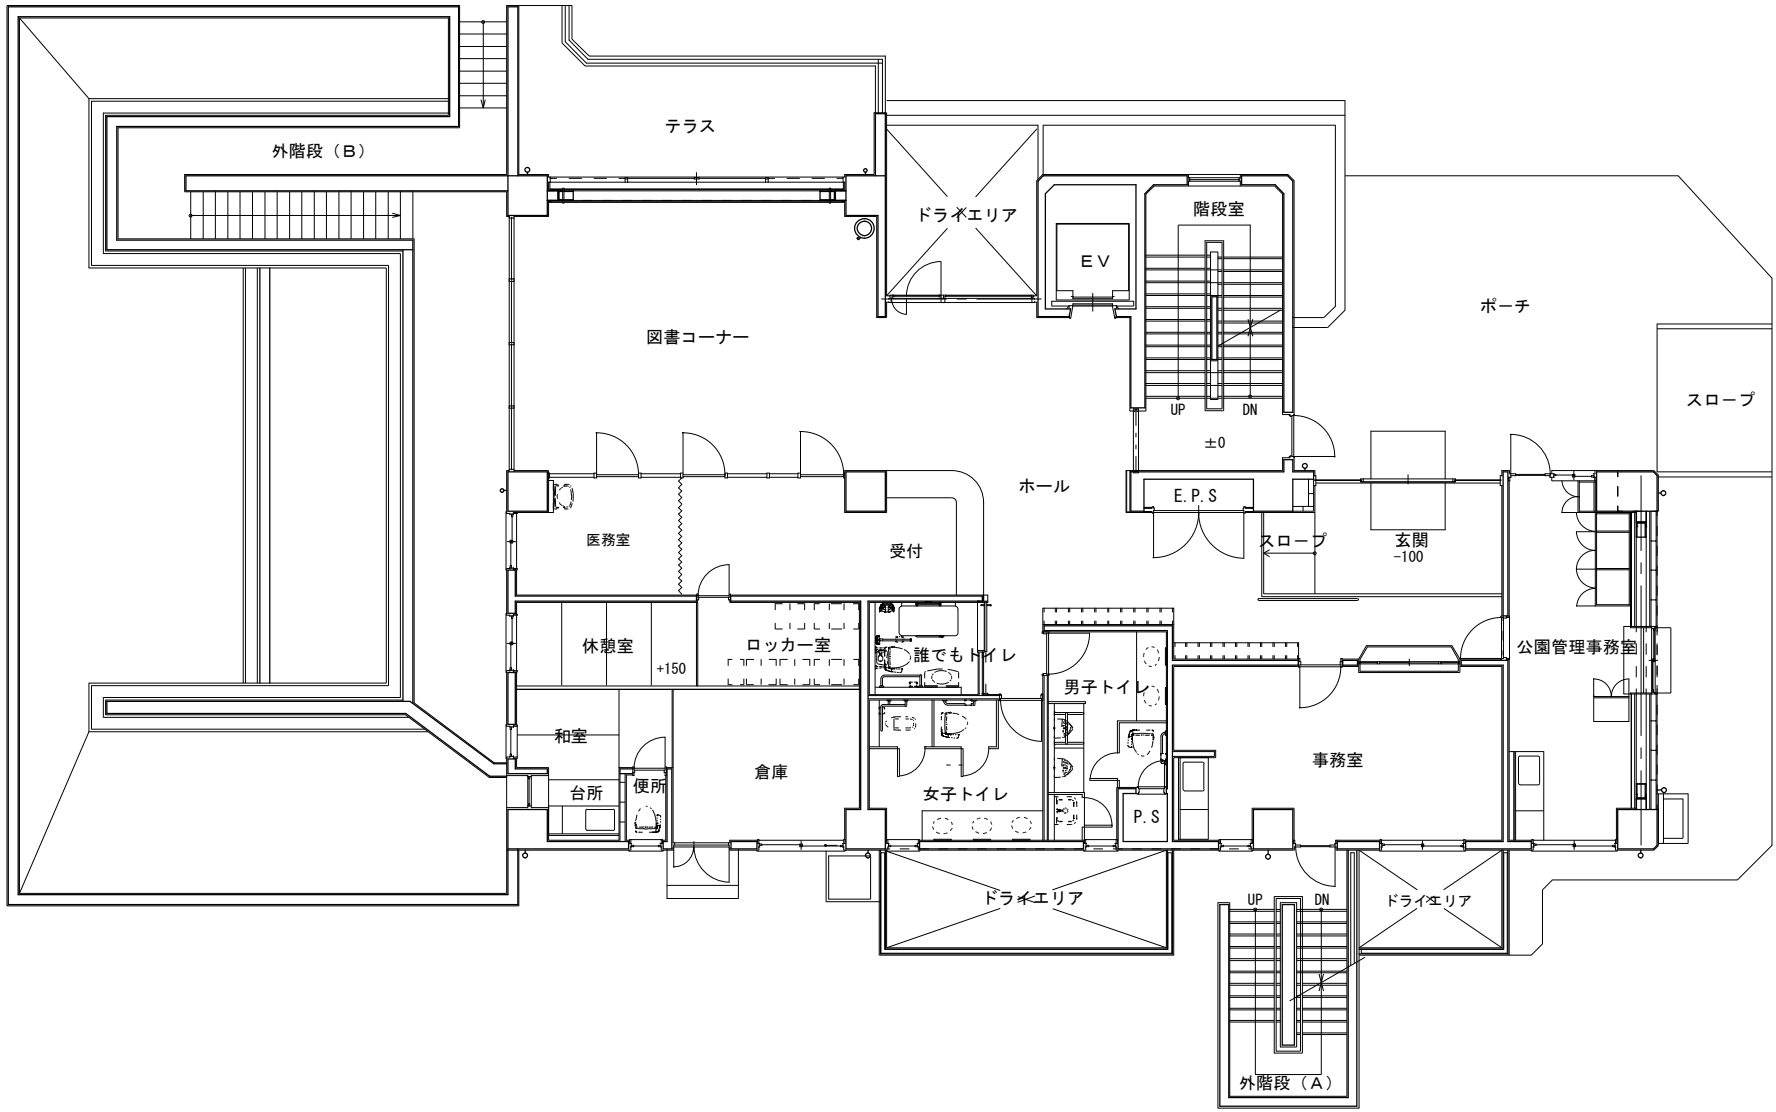 テラス
外階段（B）
階段室
ドライエリア
EV
ポーチ
図書コーナー
スロープ
UP
DN
±0
ホール
E.P.S
医務室
受付
スロープ
玄関
-100
休憩室
+150
ロッカー室
誰でもトイレ
公園管理事務室
男子トイレ
和室
事務室
倉庫
台所
便所
女子トイレ
P.S
ドライエリア
UP
DN
ドライエリア
外階段（A）